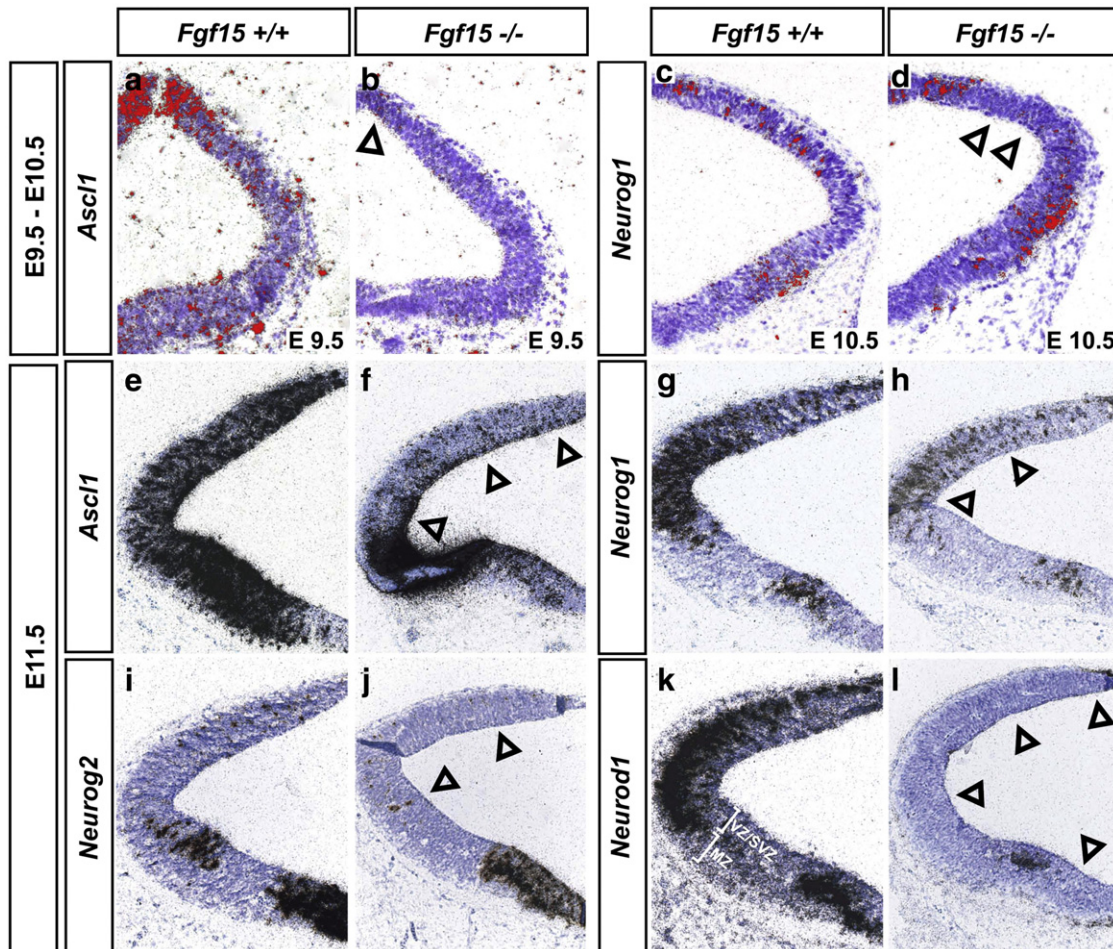 Fgf15 +/+
Fgf15 -/-
Fgf15 +/+
Fgf15 -/-
E9.5 - E10.5
Ascl1
a
E 9.5
b
E 9.5
Neurog1
c
E 10.5
d
E 10.5
E11.5
Ascl1
e
f
Neurog1
g
h
Neurog2
i
j
Neurod1
k
VZ/SVZ
MZ
l